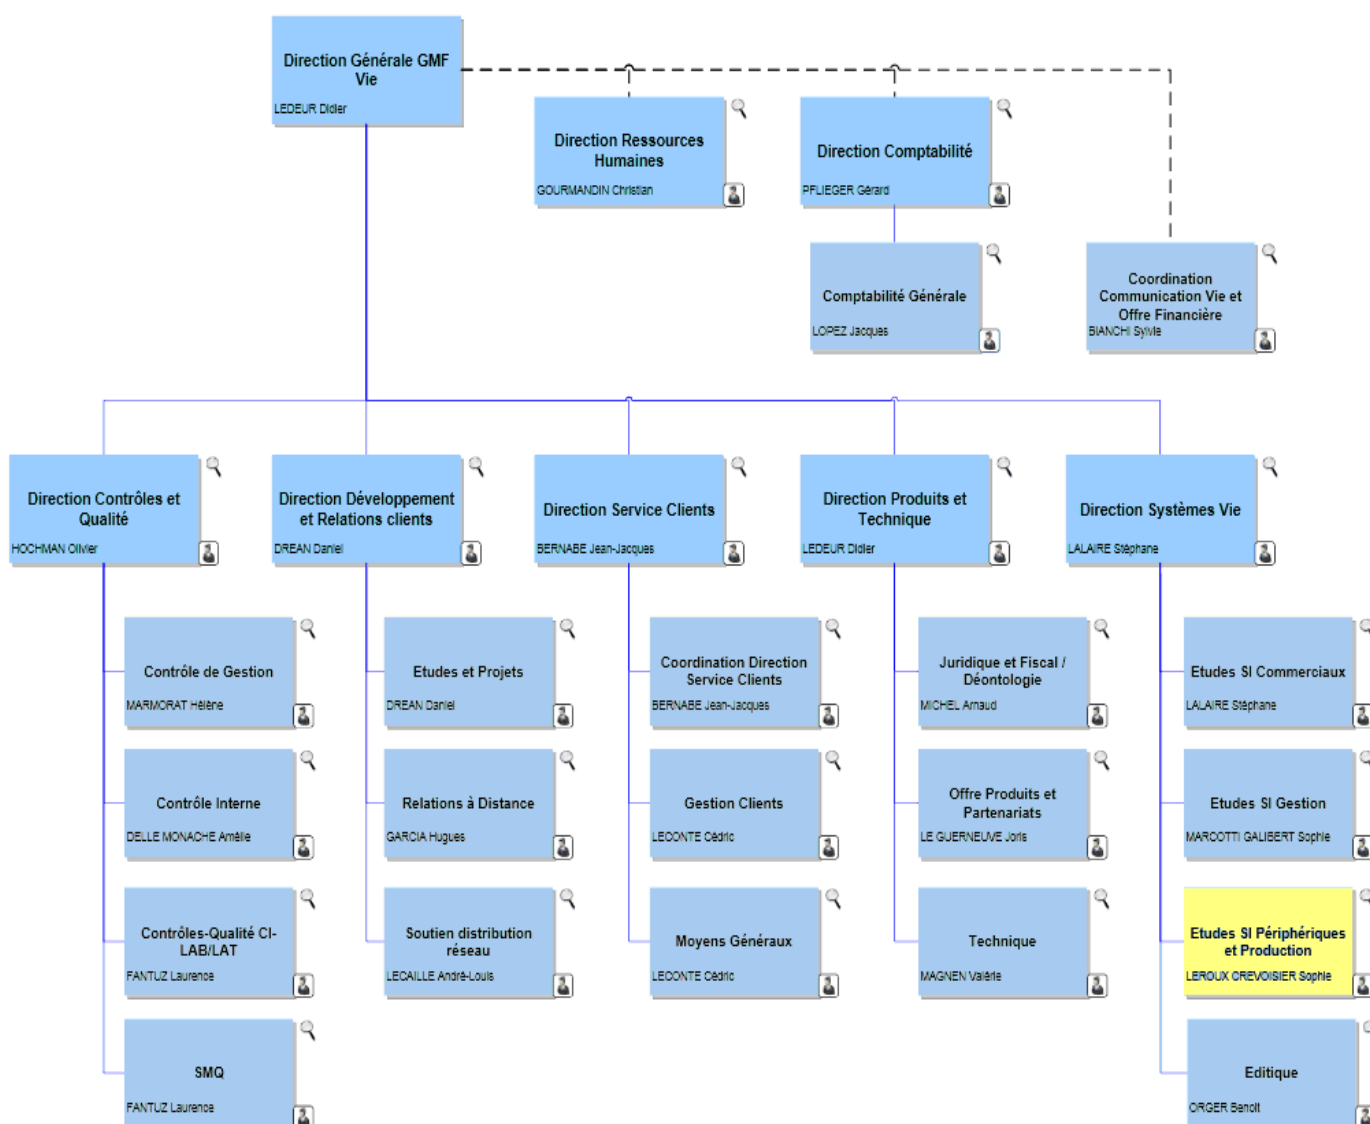 Direction Générale GMF
Vie
LEDEUR Didier
Direction Ressources
Humaines
GOURMANDIN Christian
Direction Comptabilité
PFLIEGER Gérard
Comptabilité Générale
LOPEZ Jacques
Coordination
Communication Vie et
Offre Financière
BIANCHI Sylvie
Direction Contrôles et
Qualité
HOCHMAN Olivier
Direction Développement
et Relations clients
DREAN Daniel
Direction Service Clients
BERNABE Jean-Jacques
Direction Produits et
Technique
LEDEUR Didier
Direction Systèmes Vie
LALAIRE Stéphane
Contrôle de Gestion
MARMORAT Hélène
Etudes et Projets
DREAN Daniel
Coordination Direction
Service Clients
BERNABE Jean-Jacques
Juridique et Fiscal /
Déontologie
MICHEL Arnaud
Etudes SI Commerciaux
LALAIRE Stéphane
Contrôle Interne
DELLE MONACHE Amélie
Relations à Distance
GARCIA Hugues
Gestion Clients
LECONTE Cédric
Offre Produits et
Partenariats
LE GUERNEUVE Joris
Etudes SI Gestion
MARCOTTI GALIBERT Sophie
Contrôles-Qualité CI-
LAB/LAT
FANTUZ Laurence
Soutien distribution
réseau
LECAILLE André-Louis
Moyens Généraux
LECONTE Cédric
Technique
MAGNEN Valérie
Etudes SI Périphériques
et Production
LEROUX CREVOISIER Sophie
SMQ
FANTUZ Laurence
Editique
ORGER Benoît